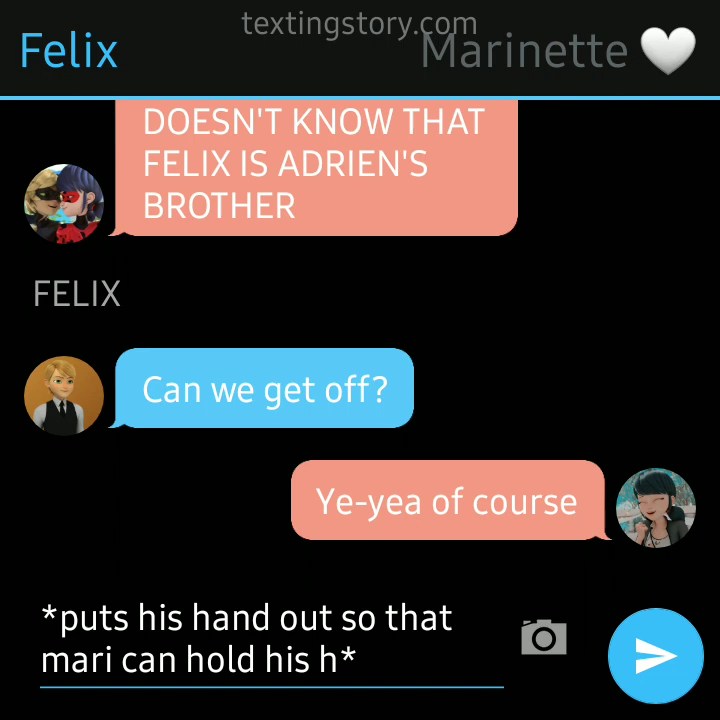 textingstory.com
Felix
Marinette 🤍
DOESN'T KNOW THAT
FELIX IS ADRIEN'S
BROTHER
FELIX
Can we get off?
Ye-yea of course
*puts his hand out so that
mari can hold his h*